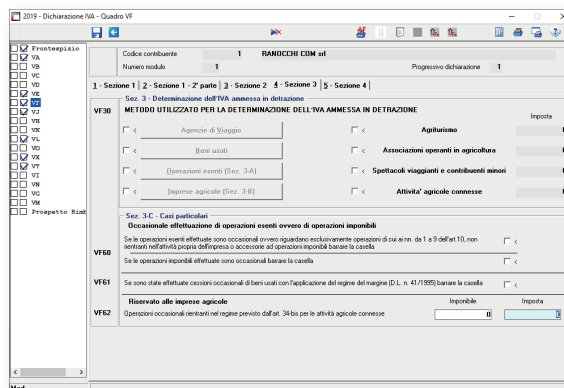 2019 - Dichiarazione IVA - Quadro VF
Frontespizio
VA
VB
VC
VD
VE
VF
VJ
VH
VK
VL
VO
VX
VT
VI
VN
VG
VM
Prospetto Rimb
Codice contribuente 1 RANOCCHI COM srl
Numero modulo 1 Progressivo dichiarazione 1
1 - Sezione 1 | 2 - Sezione 1 - 2' parte | 3 - Sezione 2 | 4 - Sezione 3 | 5 - Sezione 4 |
Sez. 3 - Determinazione dell'IVA ammessa in detrazione
VF30 METODO UTILIZZATO PER LA DETERMINAZIONE DELL'IVA AMMESSA IN DETRAZIONE
Imposta
< Agenzie di Viaggio < Agriturismo
< Beni usati < Associazioni operanti in agricoltura
< Operazioni esenti (Sez. 3-A) < Spettacoli viaggianti e contribuenti minori
< Imprese agricole (Sez. 3-B) < Attivita' agricole connesse
Sez. 3-C - Casi particolari
Occasionale effettuazione di operazioni esenti ovvero di operazioni imponibili
Se le operazioni esenti effettuate sono occasionali ovvero riguardano esclusivamente operazioni di cui ai nn. da 1 a 9 dell'art.10, non
rientranti nell'attività propria dell'impresa o accessorie ad operazioni imponibili barrare la casella <
VF60
Se le operazioni imponibili effettuate sono occasionali barrare la casella <
VF61 Se sono state effettuate cessioni occasionali di beni usati con l'applicazione del regime del margine (D.L. n. 41/1995) barrare la casella <
Riservato alle imprese agricole Imponibile Imposta
VF62 Operazioni occasionali rientranti nel regime previsto dall'art. 34-bis per le attività agricole connesse 0 0
Mod